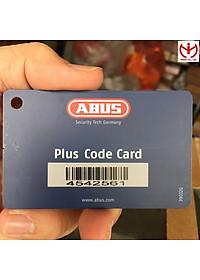 ABUS
Security Tech Germany
Plus Code Card
4542561
www.abus.com